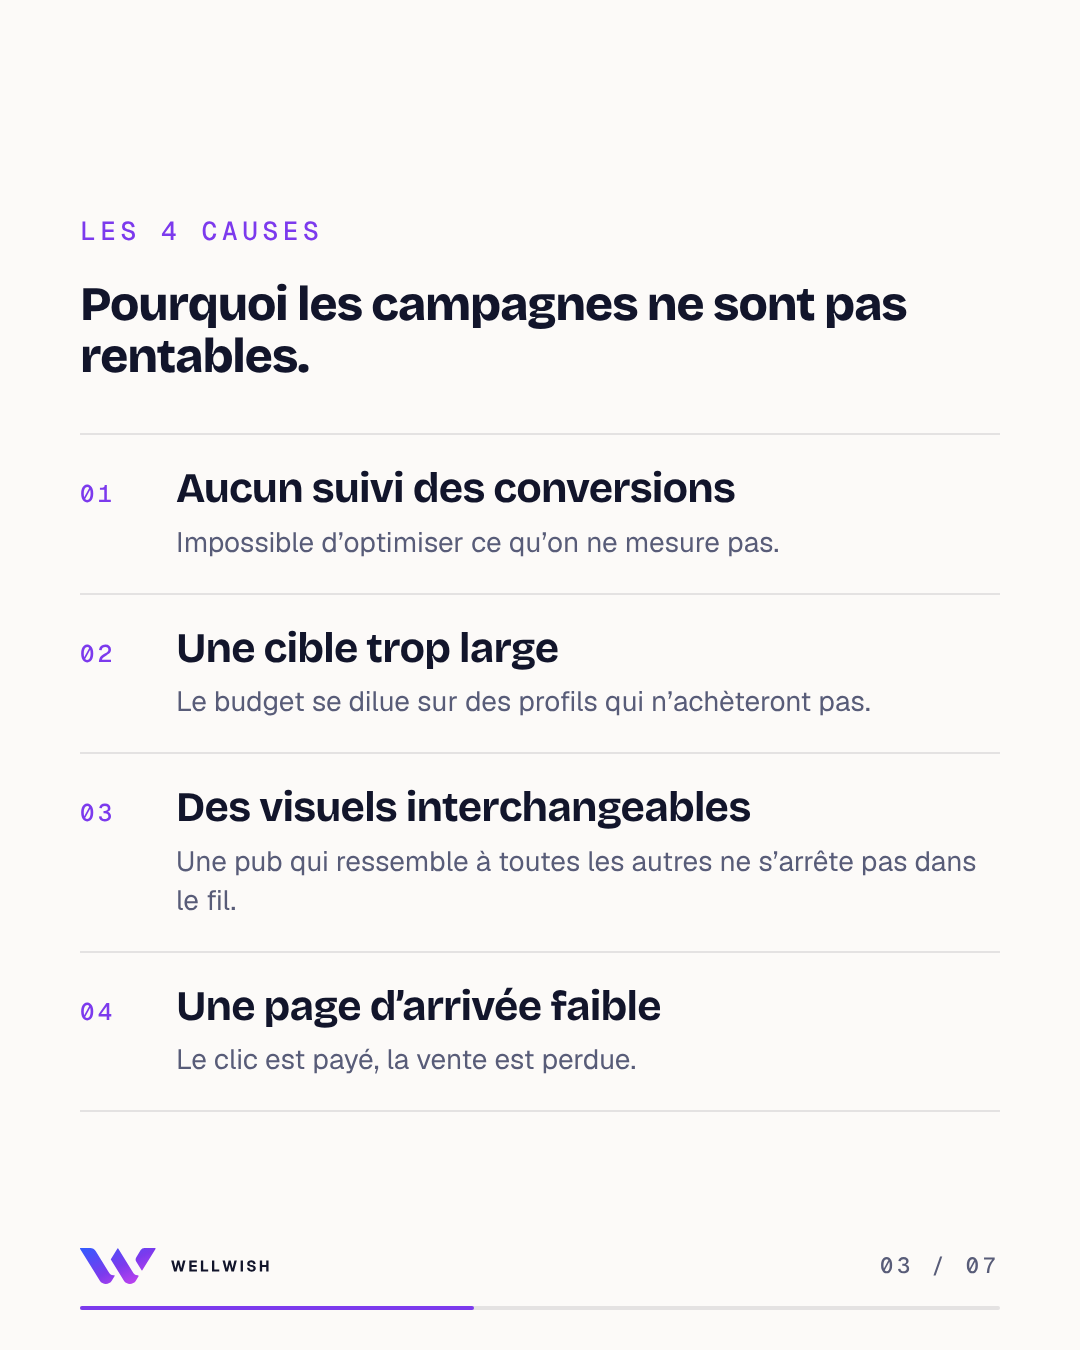 LES 4 CAUSES
Pourquoi les campagnes ne sont pas
rentables.
01
Aucun suivi des conversions
Impossible d’optimiser ce qu’on ne mesure pas.
02
Une cible trop large
Le budget se dilue sur des profils qui n’achèteront pas.
03
Des visuels interchangeables
Une pub qui ressemble à toutes les autres ne s’arrête pas dans
le fil.
04
Une page d’arrivée faible
Le clic est payé, la vente est perdue.
WELLWISH
03 / 07